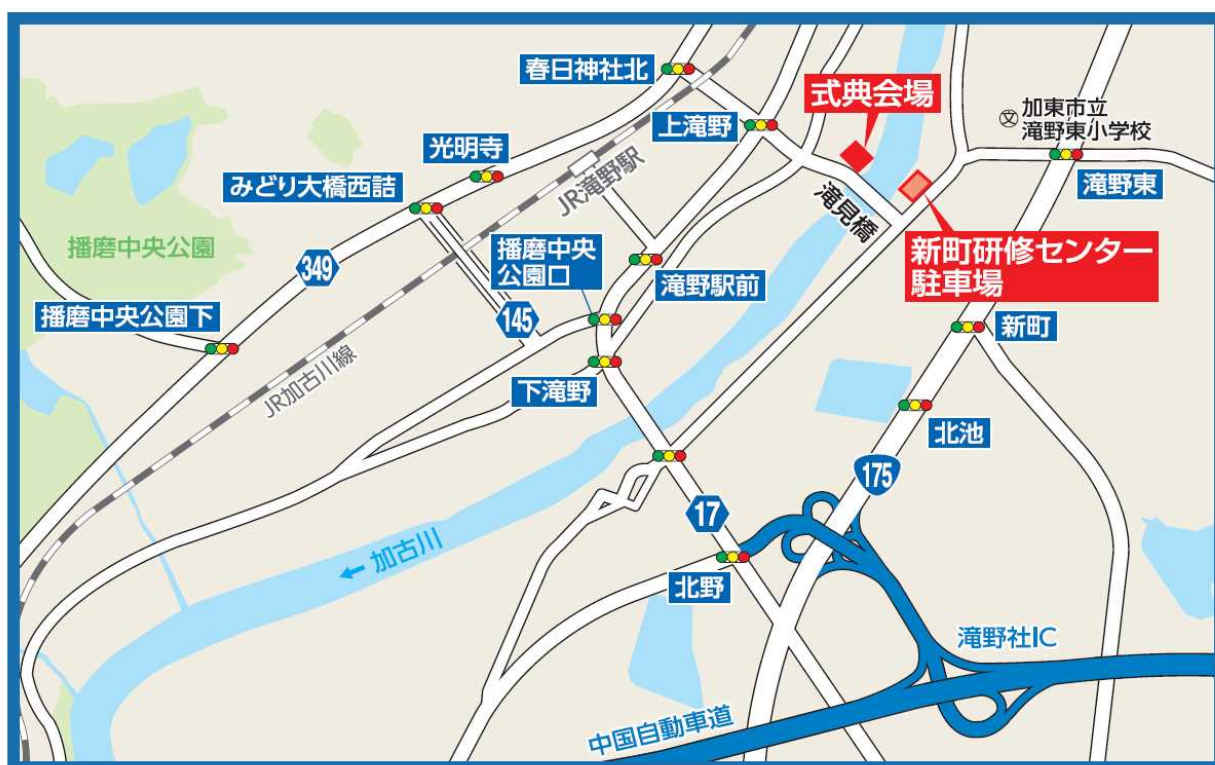 春日神社北
式典会場
加東市立
滝野東小学校
上滝野
光明寺
滝野東
みどり大橋西詰
JR滝野駅
滝見橋
播磨中央公園
新町研修センター
駐車場
349
播磨中央
公園口
滝野駅前
播磨中央公園下
145
新町
JR加古川線
下滝野
北池
175
17
←加古川
北野
滝野社IC
中国自動車道